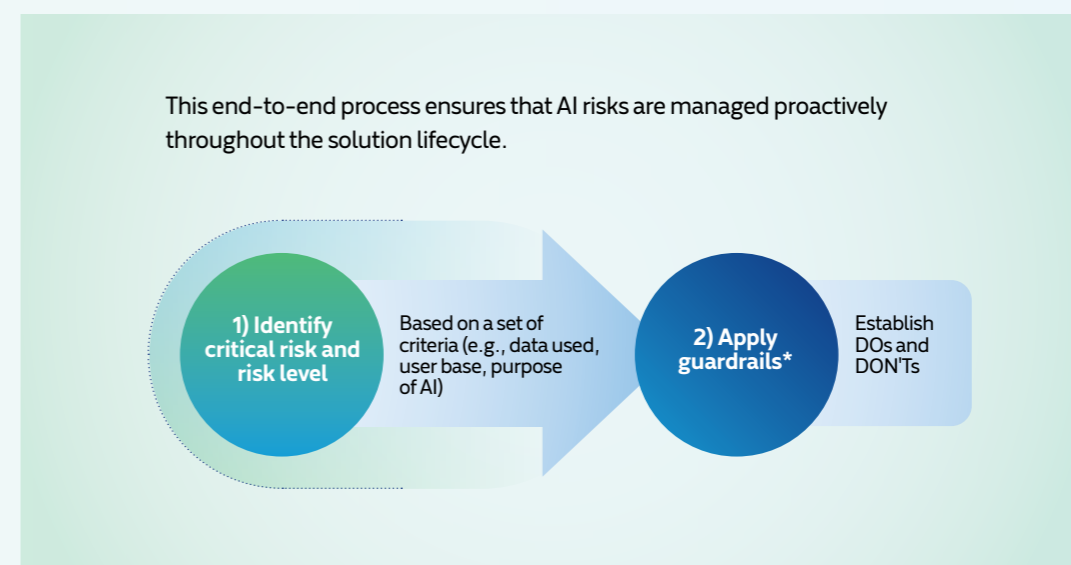 This end-to-end process ensures that AI risks are managed proactively
throughout the solution lifecycle.
1) Identify
critical risk and
risk level
Based on a set of
criteria (e.g., data used,
user base, purpose
of AI)
2) Apply
guardrails*
Establish
DOs and
DON'Ts